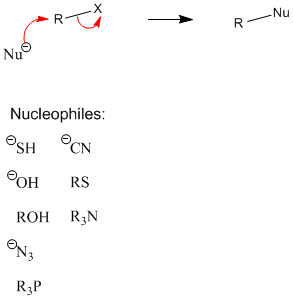 R X R Nu
Nu⊖
Nucleophiles:
⊖SH ⊖CN
⊖OH RS
ROH R₃N
⊖N₃
R₃P